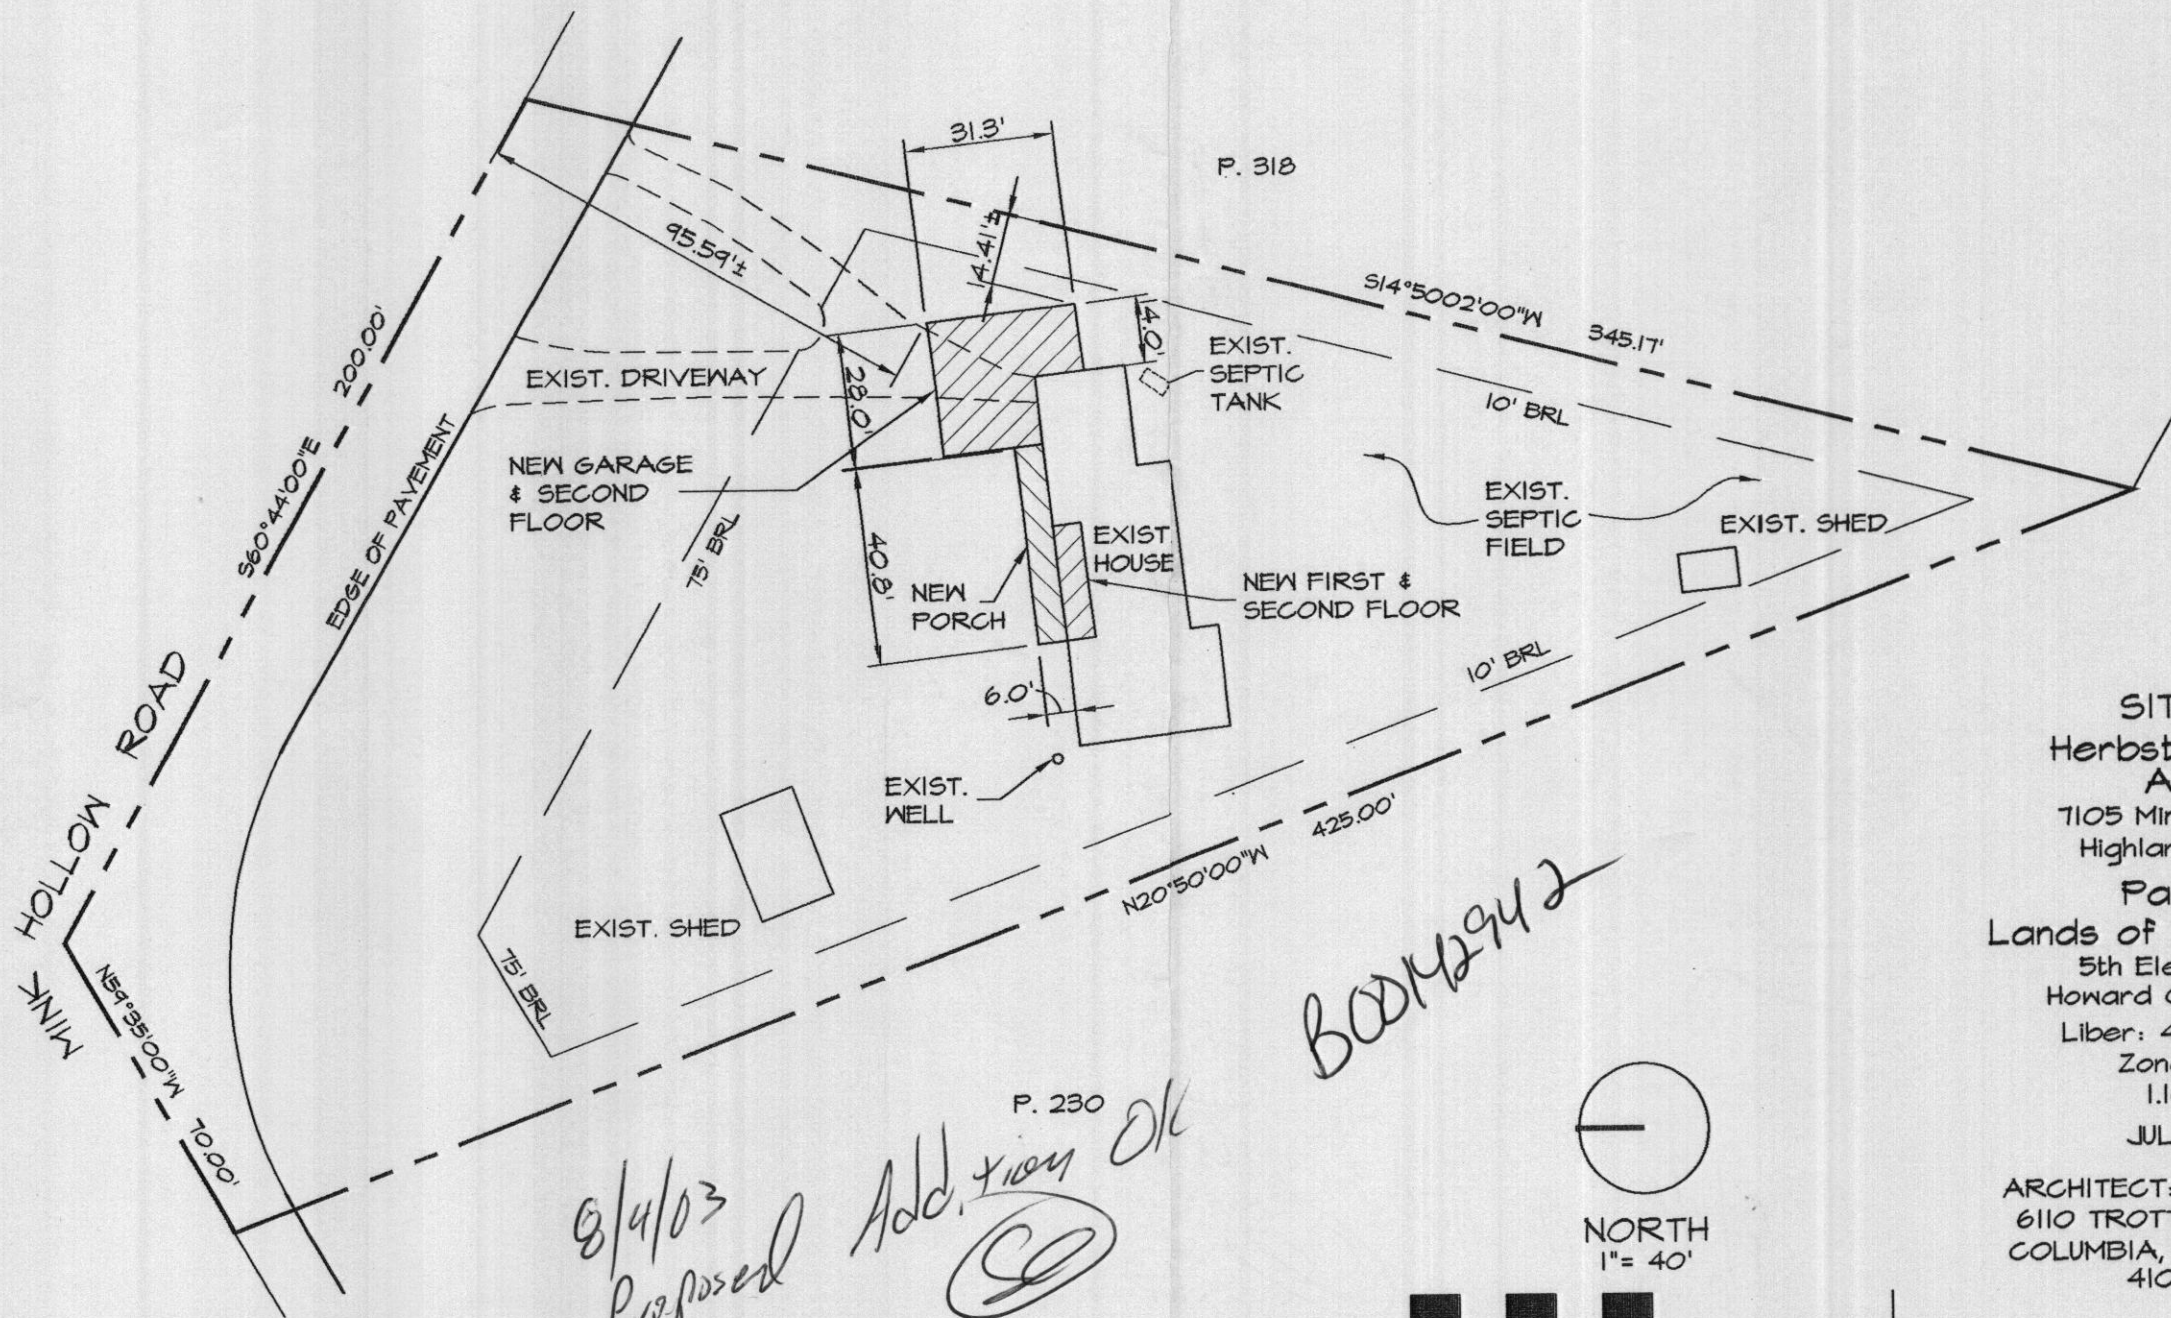 31.3'
P. 318
14.41'±
95.59'±
S14°5002'00"W 345.17'
200.00'
S60°44'00"E
EDGE OF PAVEMENT
EXIST. DRIVEWAY
28.0'
14.0'
EXIST.
SEPTIC
TANK
10' BRL
NEW GARAGE
& SECOND
FLOOR
75' BRL
40.8'
EXIST.
HOUSE
EXIST.
SEPTIC
FIELD
EXIST. SHED
NEW
PORCH
NEW FIRST &
SECOND FLOOR
10' BRL
6.0'
EXIST.
WELL
425.00'
N20°50'00"W
EXIST. SHED
75' BRL
MINK HOLLOW ROAD
N59°35'00"W 70.00'
B00142942
P. 230
8/4/03
Proposed Addition OK
NORTH
1"= 40'
SIT
Herbst
A
7105 Min
Highlan
Pa
Lands of
5th Ele
Howard
Liber: 4
Zon
1.1
JUL
ARCHITECT:
6110 TROTT
COLUMBIA,
410